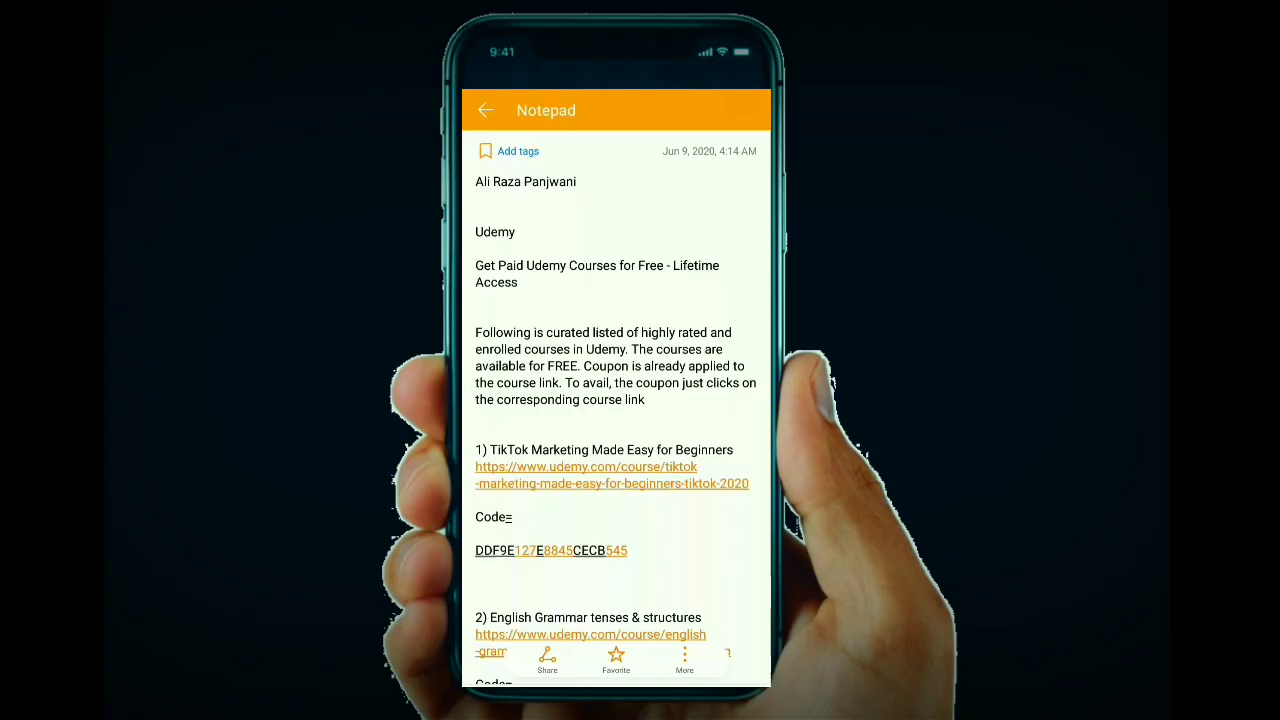 9:41
Notepad
Add tags
Jun 9, 2020, 4:14 AM
Ali Raza Panjwani
Udemy
Get Paid Udemy Courses for Free - Lifetime
Access
Following is curated listed of highly rated and
enrolled courses in Udemy. The courses are
available for FREE. Coupon is already applied to
the course link. To avail, the coupon just clicks on
the corresponding course link
1) TikTok Marketing Made Easy for Beginners
https://www.udemy.com/course/tiktok
-marketing-made-easy-for-beginners-tiktok-2020
Code=
DDF9E127E8845CECB545
2) English Grammar tenses & structures
https://www.udemy.com/course/english
Share
Favorite
More